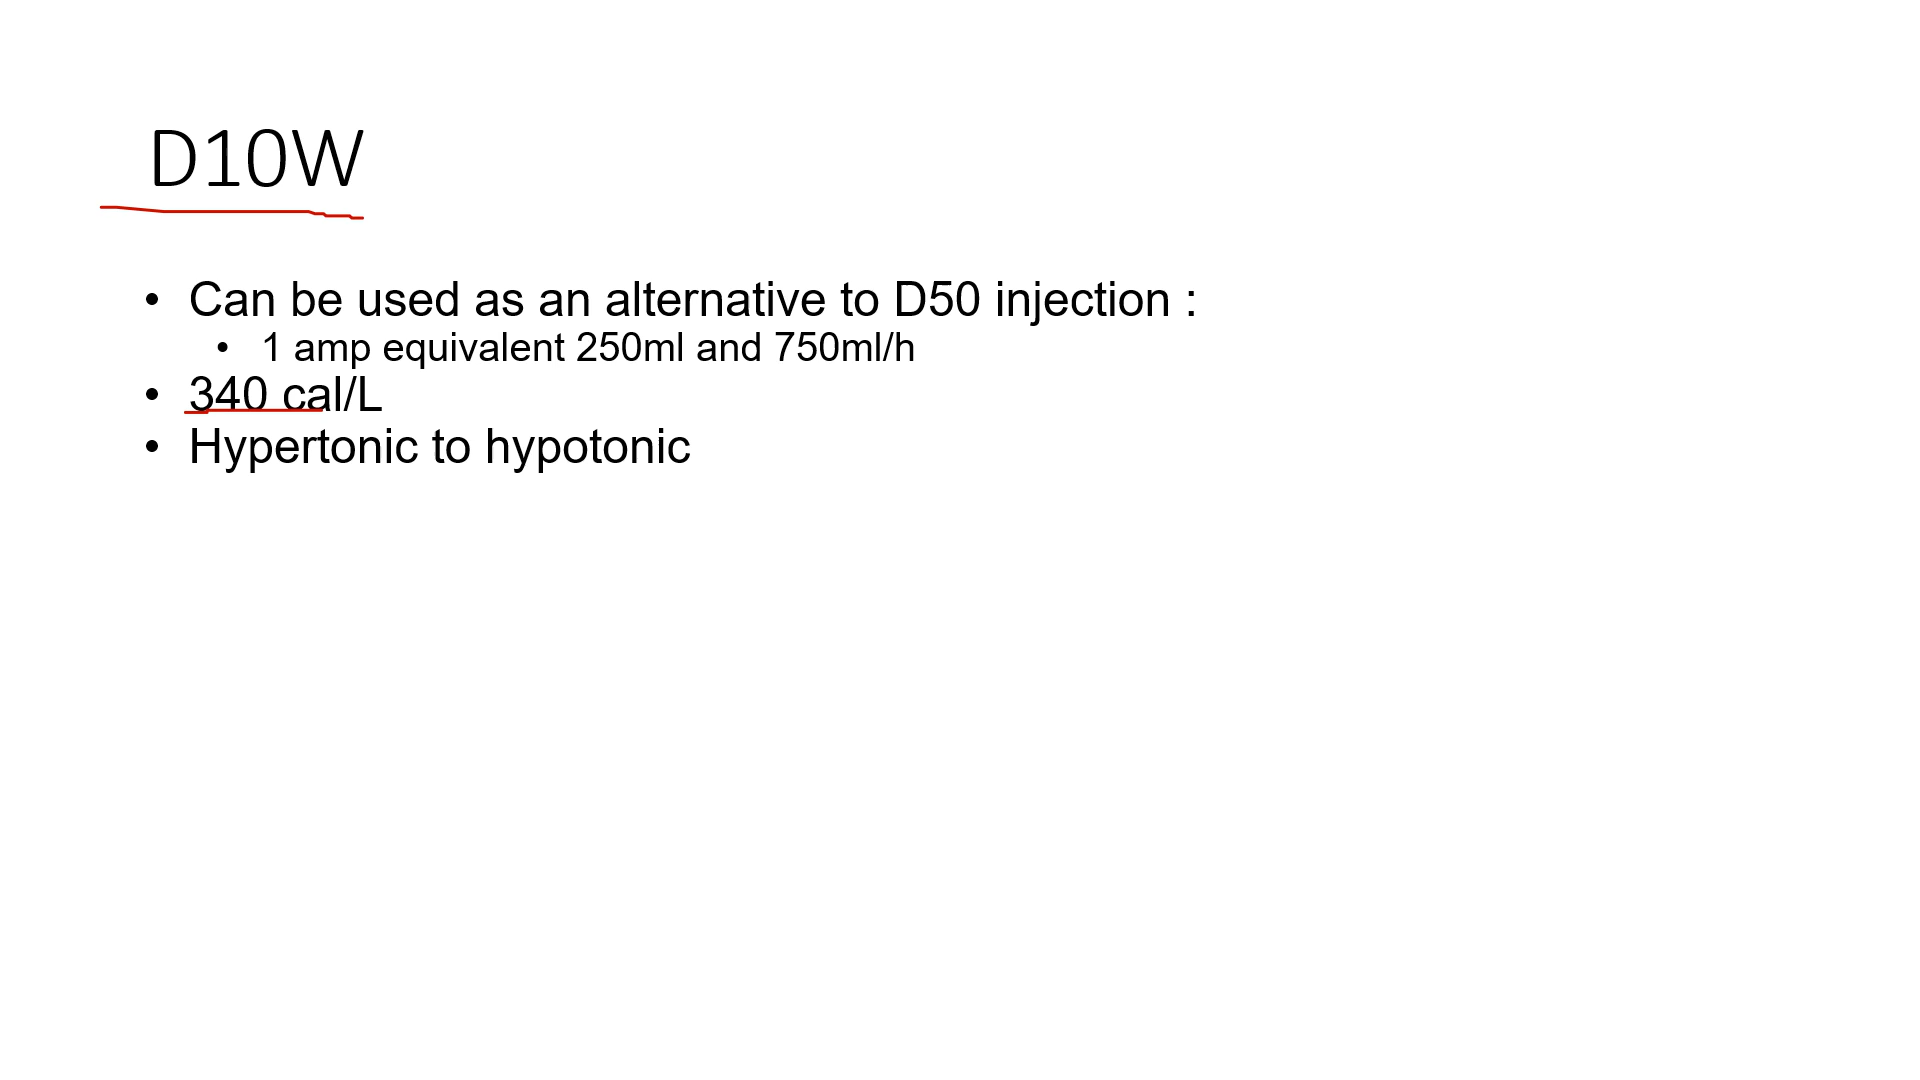 D10W
• Can be used as an alternative to D50 injection :
• 1 amp equivalent 250ml and 750ml/h
• 340 cal/L
• Hypertonic to hypotonic